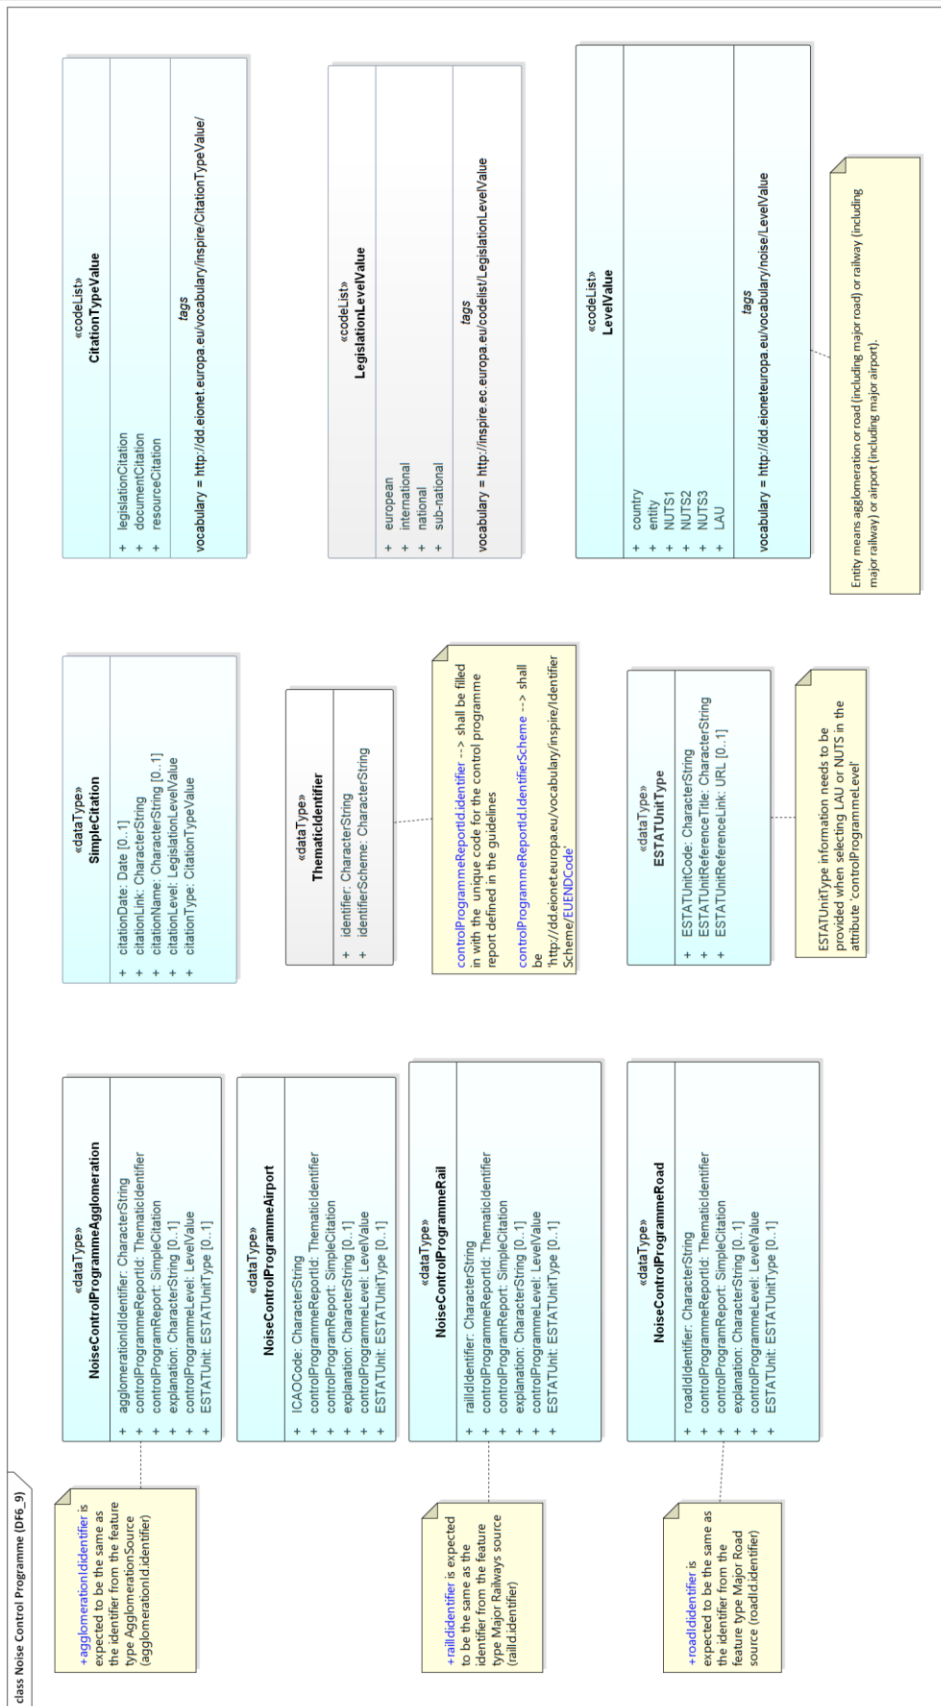 class Noise Control Programme (DF6_9)
+agglomerationIdidentifier is
expected to be the same as
the identifier from the feature
type AgglomerationSource
(agglomerationId.identifier)
«dataType»
NoiseControlProgrammeAgglomeration
+ agglomerationIdIdentifier: CharacterString
+ controlProgrammeReportId: ThematicIdentifier
+ controlProgramReport: SimpleCitation
+ explanation: CharacterString [0..1]
+ controlProgrammeLevel: LevelValue
+ ESTATUnit: ESTATUnitType [0..1]
«dataType»
NoiseControlProgrammeAirport
+ ICAOCode: CharacterString
+ controlProgrammeReportId: ThematicIdentifier
+ controlProgramReport: SimpleCitation
+ explanation: CharacterString [0..1]
+ controlProgrammeLevel: LevelValue
+ ESTATUnit: ESTATUnitType [0..1]
+railIdidentifier is expected
to be the same as the
identifier from the feature
type Major Railways source
(railId.identifier)
«dataType»
NoiseControlProgrammeRail
+ railIdIdentifier: CharacterString
+ controlProgrammeReportId: ThematicIdentifier
+ controlProgramReport: SimpleCitation
+ explanation: CharacterString [0..1]
+ controlProgrammeLevel: LevelValue
+ ESTATUnit: ESTATUnitType [0..1]
+roadIdidentifier is
expected to be the same as
the identifier from the
feature type Major Road
source (roadId.identifier)
«dataType»
NoiseControlProgrammeRoad
+ roadIdIdentifier: CharacterString
+ controlProgrammeReportId: ThematicIdentifier
+ controlProgramReport: SimpleCitation
+ explanation: CharacterString [0..1]
+ controlProgrammeLevel: LevelValue
+ ESTATUnit: ESTATUnitType [0..1]
«dataType»
SimpleCitation
+ citationDate: Date [0..1]
+ citationLink: CharacterString
+ citationName: CharacterString [0..1]
+ citationLevel: LegislationLevelValue
+ citationType: CitationTypeValue
«dataType»
ThematicIdentifier
+ identifier: CharacterString
+ identifierScheme: CharacterString
controlProgrammeReportId.identifier --> shall be filled
in with the unique code for the control programme
report defined in the guidelines
controlProgrammeReportId.IdentifierScheme --> shall
be
'http://dd.eionet.europa.eu/vocabulary/inspire/Identifier
Scheme/EUENDCode'
«dataType»
ESTATUnitType
+ ESTATUnitCode: CharacterString
+ ESTATUnitReferenceTitle: CharacterString
+ ESTATUnitReferenceLink: URL [0..1]
ESTATUnitType information needs to be
provided when selecting LAU or NUTS in the
attribute 'controlProgrammeLevel'
«codeList»
CitationTypeValue
+ legislationCitation
+ documentCitation
+ resourceCitation
tags
vocabulary = http://dd.eionet.europa.eu/vocabulary/inspire/CitationTypeValue/
«codeList»
LegislationLevelValue
+ european
+ international
+ national
+ sub-national
tags
vocabulary = http://inspire.ec.europa.eu/codelist/LegislationLevelValue
«codeList»
LevelValue
+ country
+ entity
+ NUTS1
+ NUTS2
+ NUTS3
+ LAU
tags
vocabulary = http://dd.eioneteuropa.eu/vocabulary/noise/LevelValue
Entity means agglomeration or road (including major road) or railway (including
major railway) or airport (including major airport).